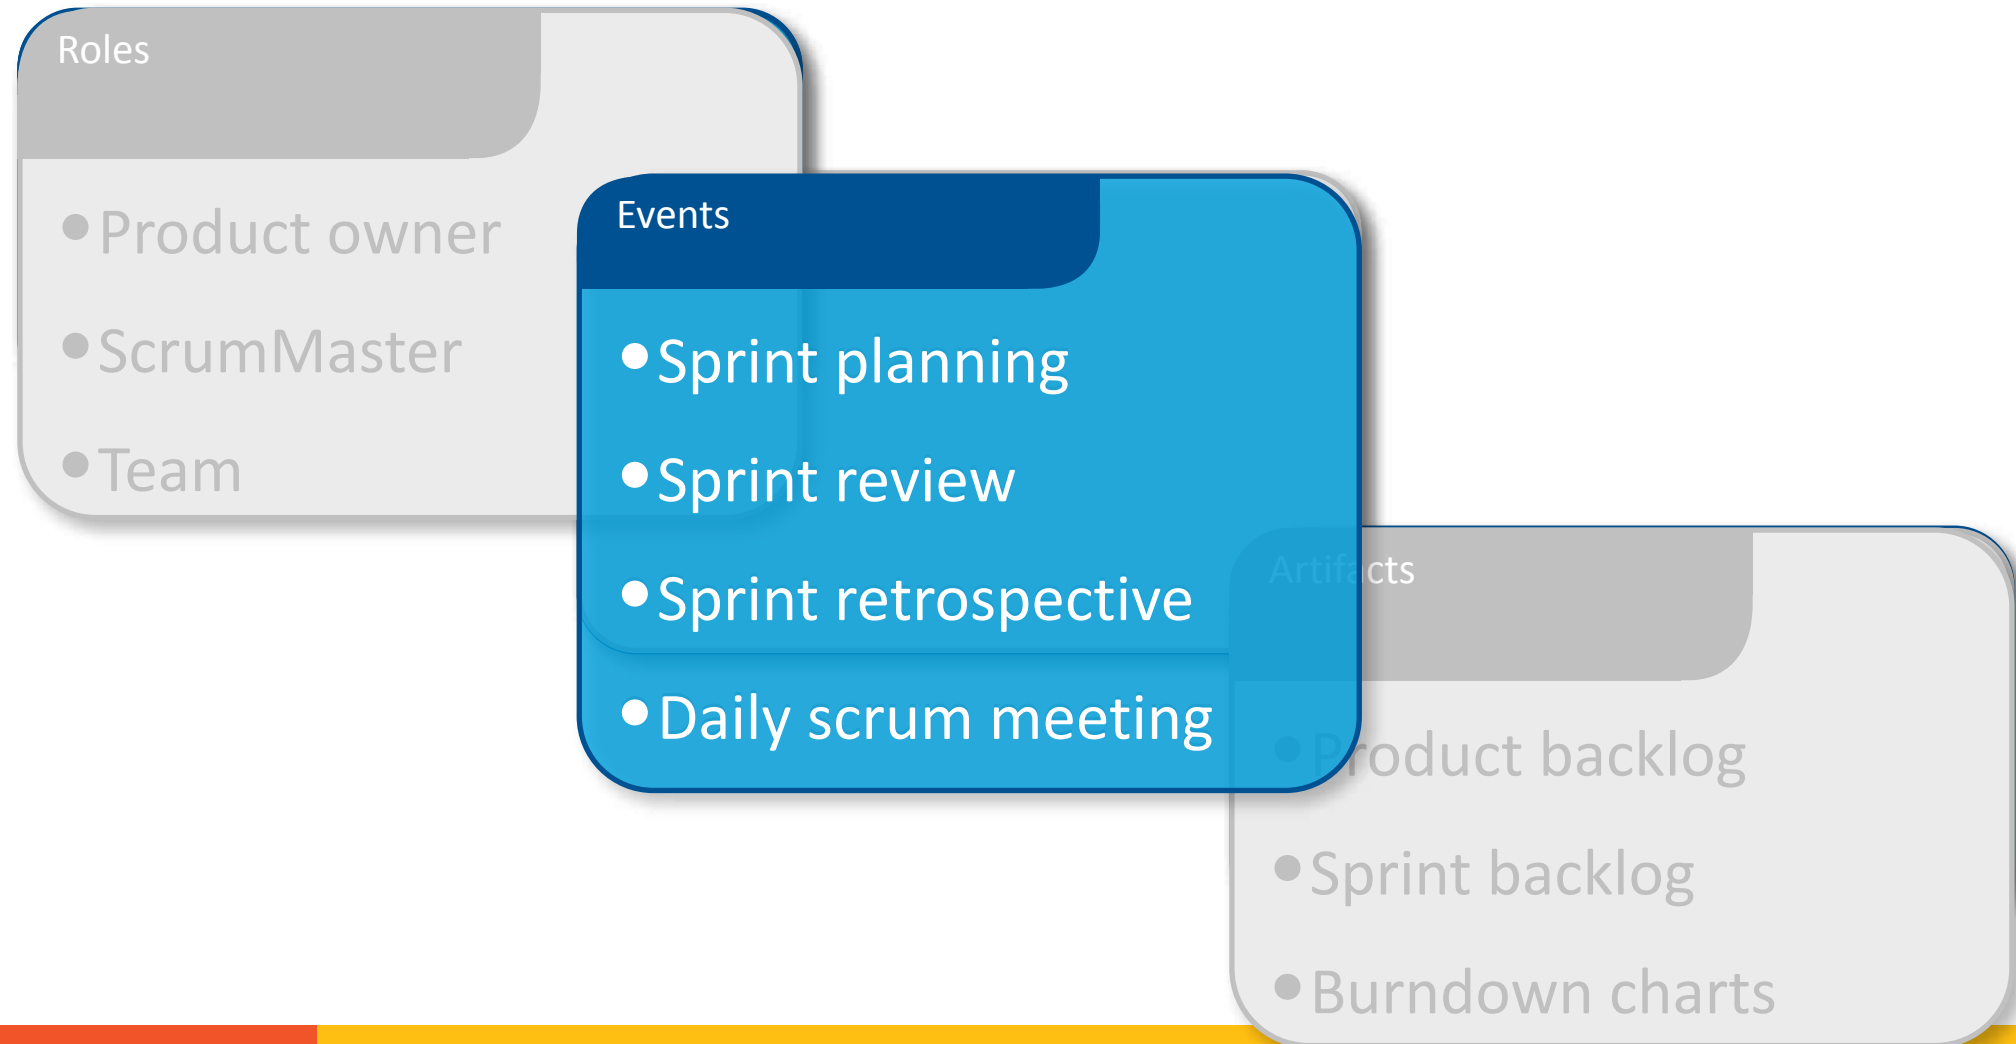 Roles
•Product owner
•ScrumMaster
•Team
Events
•Sprint planning
•Sprint review
•Sprint retrospective
•Daily scrum meeting
Artifacts
•Product backlog
•Sprint backlog
•Burndown charts